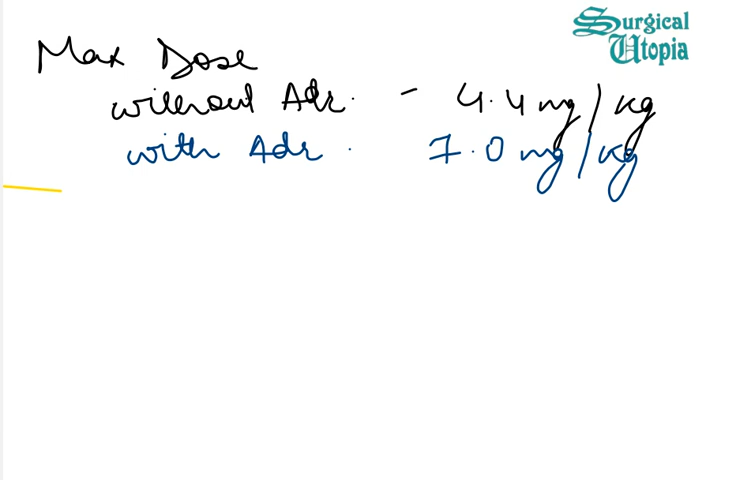 Surgical
Utopia
Max Dose
without Adr. - 4.4 mg/kg
with Adr. 7.0 mg/kg